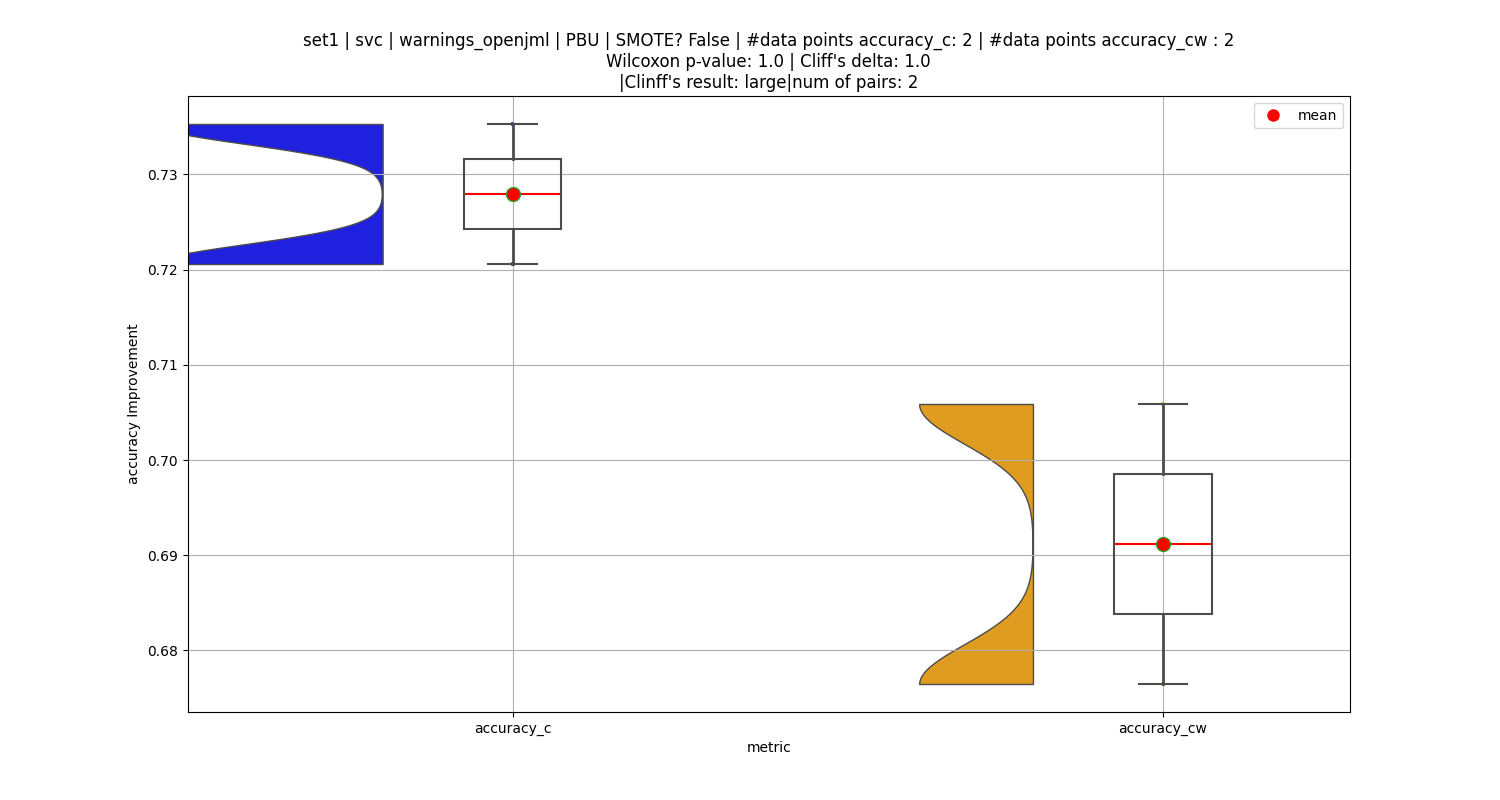 set1 | svc | warnings_openjml | PBU | SMOTE? False | #data points accuracy_c: 2 | #data points accuracy_cw : 2
Wilcoxon p-value: 1.0 | Cliff's delta: 1.0
|Clinff's result: large|num of pairs: 2
mean
0.73
0.72
0.71
0.70
0.69
0.68
accuracy Improvement
accuracy_c
accuracy_cw
metric